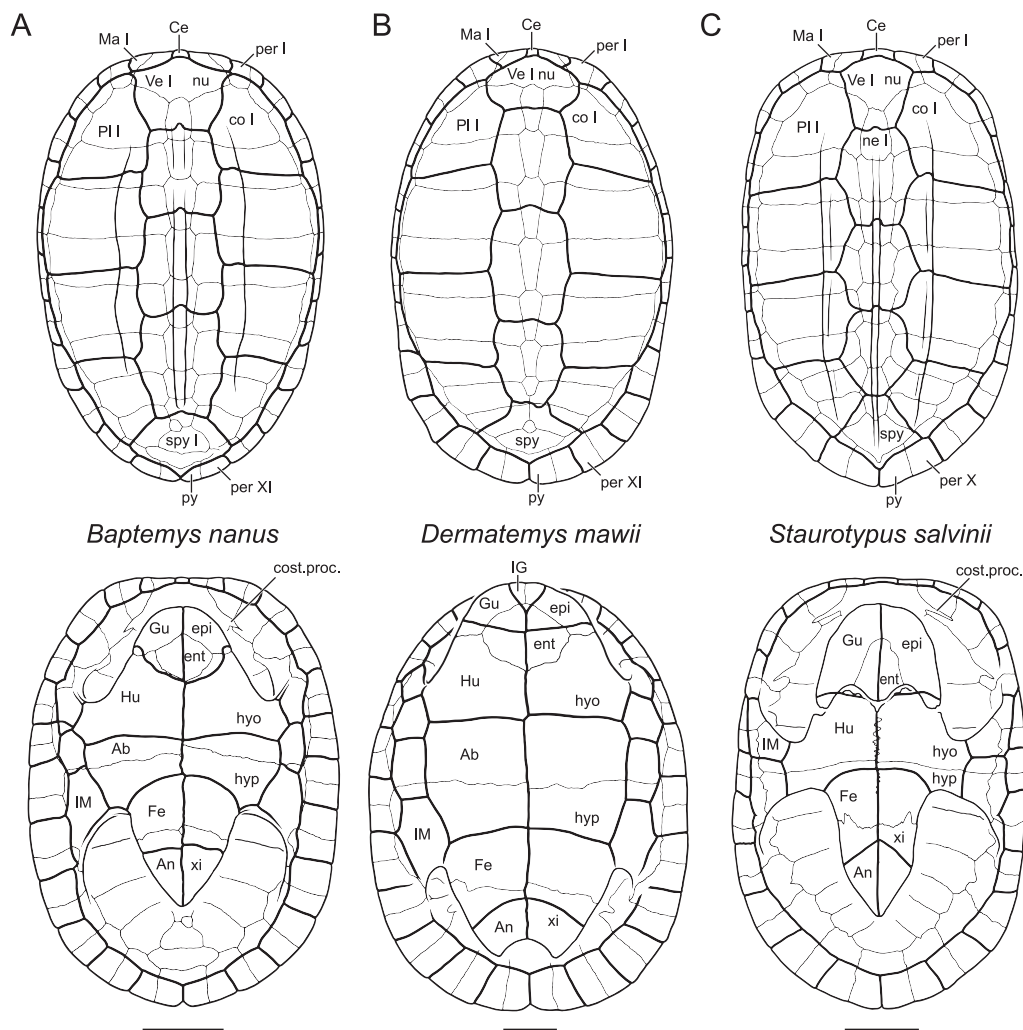 A
B
C
Ce
Ma I
per I
Ve I nu
Pl I
co I
spy I
per XI
py
Ce
Ma I
per I
Ve I nu
Pl I
co I
spy
per XI
py
Ce
Ma I
per I
Ve I nu
co I
Pl I
ne I
spy
per X
py
Baptemys nanus
Dermatemys mawii
Staurotypus salvinii
cost.proc.
Gu
epi
ent
Hu
hyo
Ab
hyp
IM
Fe
An
xi
IG
Gu
epi
ent
Hu
hyo
Ab
hyp
IM
Fe
An
xi
cost.proc.
Gu
epi
ent
IM
Hu
hyo
hyp
Fe
xi
An